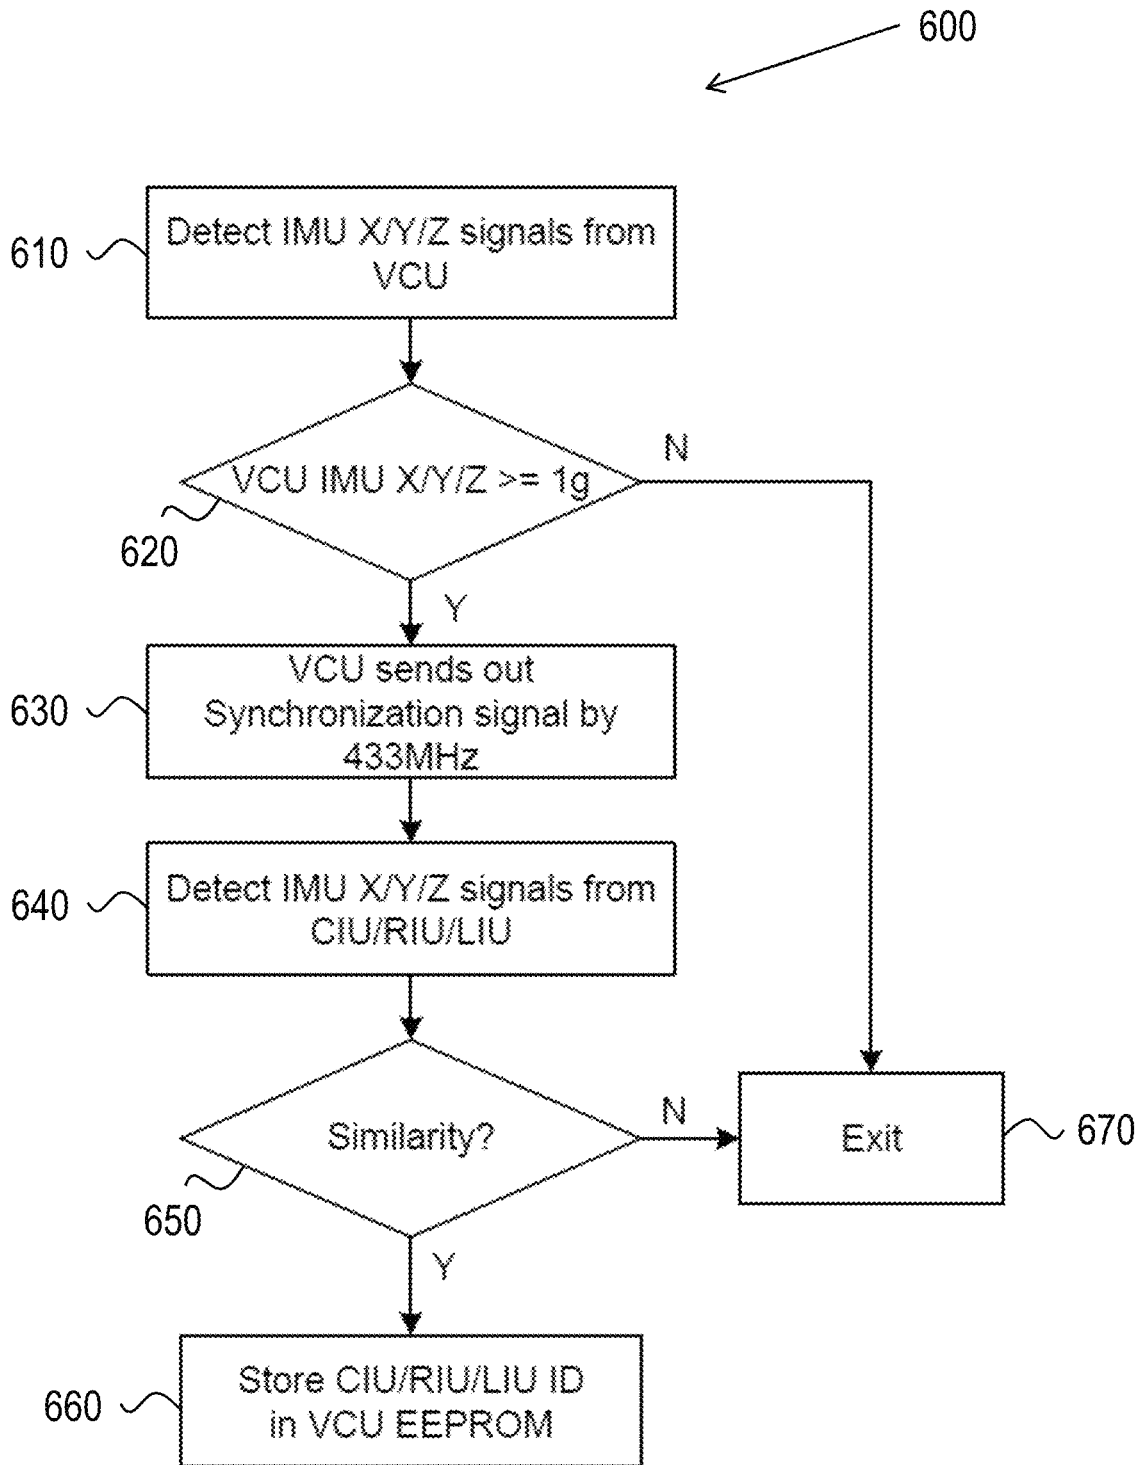 600
610
Detect IMU X/Y/Z signals from
VCU
VCU IMU X/Y/Z >= 1g
N
620
Y
630
VCU sends out
Synchronization signal by
433MHz
640
Detect IMU X/Y/Z signals from
CIU/RIU/LIU
Similarity?
N
Exit
670
650
Y
660
Store CIU/RIU/LIU ID
in VCU EEPROM